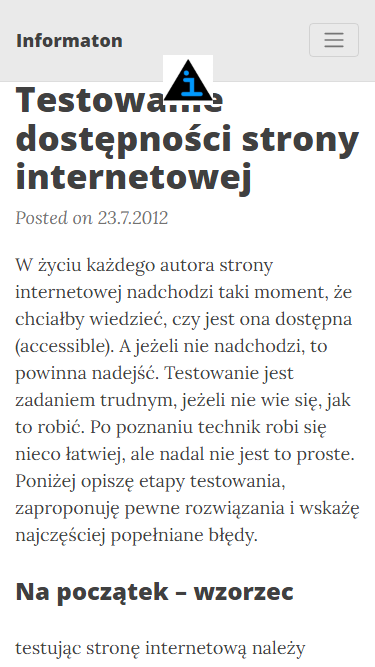 Informaton
Testowanie
dostępności strony
internetowej
Posted on 23.7.2012
W życiu każdego autora strony
internetowej nadchodzi taki moment, że
chciałby wiedzieć, czy jest ona dostępna
(accessible). A jeżeli nie nadchodzi, to
powinna nadejść. Testowanie jest
zadaniem trudnym, jeżeli nie wie się, jak
to robić. Po poznaniu technik robi się
nieco łatwiej, ale nadal nie jest to proste.
Poniżej opiszę etapy testowania,
zaproponuję pewne rozwiązania i wskażę
najczęściej popełniane błędy.
Na początek – wzorzec
testując stronę internetową należy